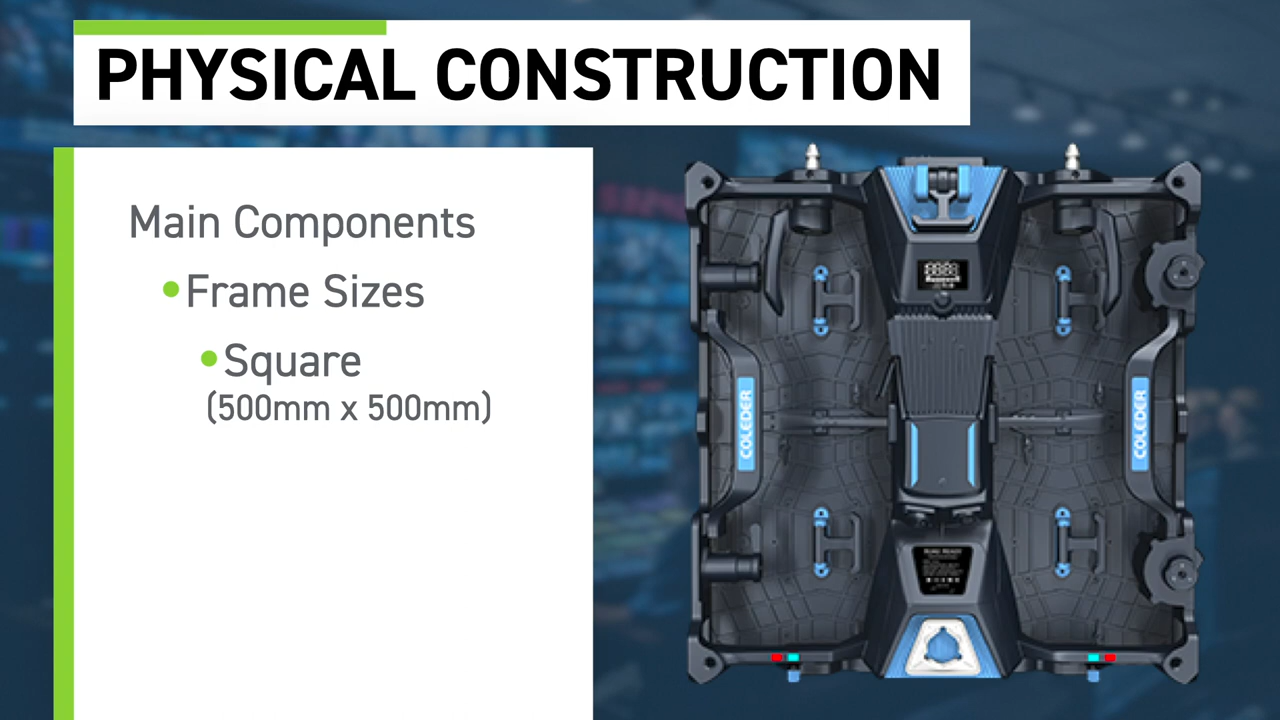 PHYSICAL CONSTRUCTION
Main Components
•Frame Sizes
•Square
(500mm x 500mm)
COLEDER
COLEDER